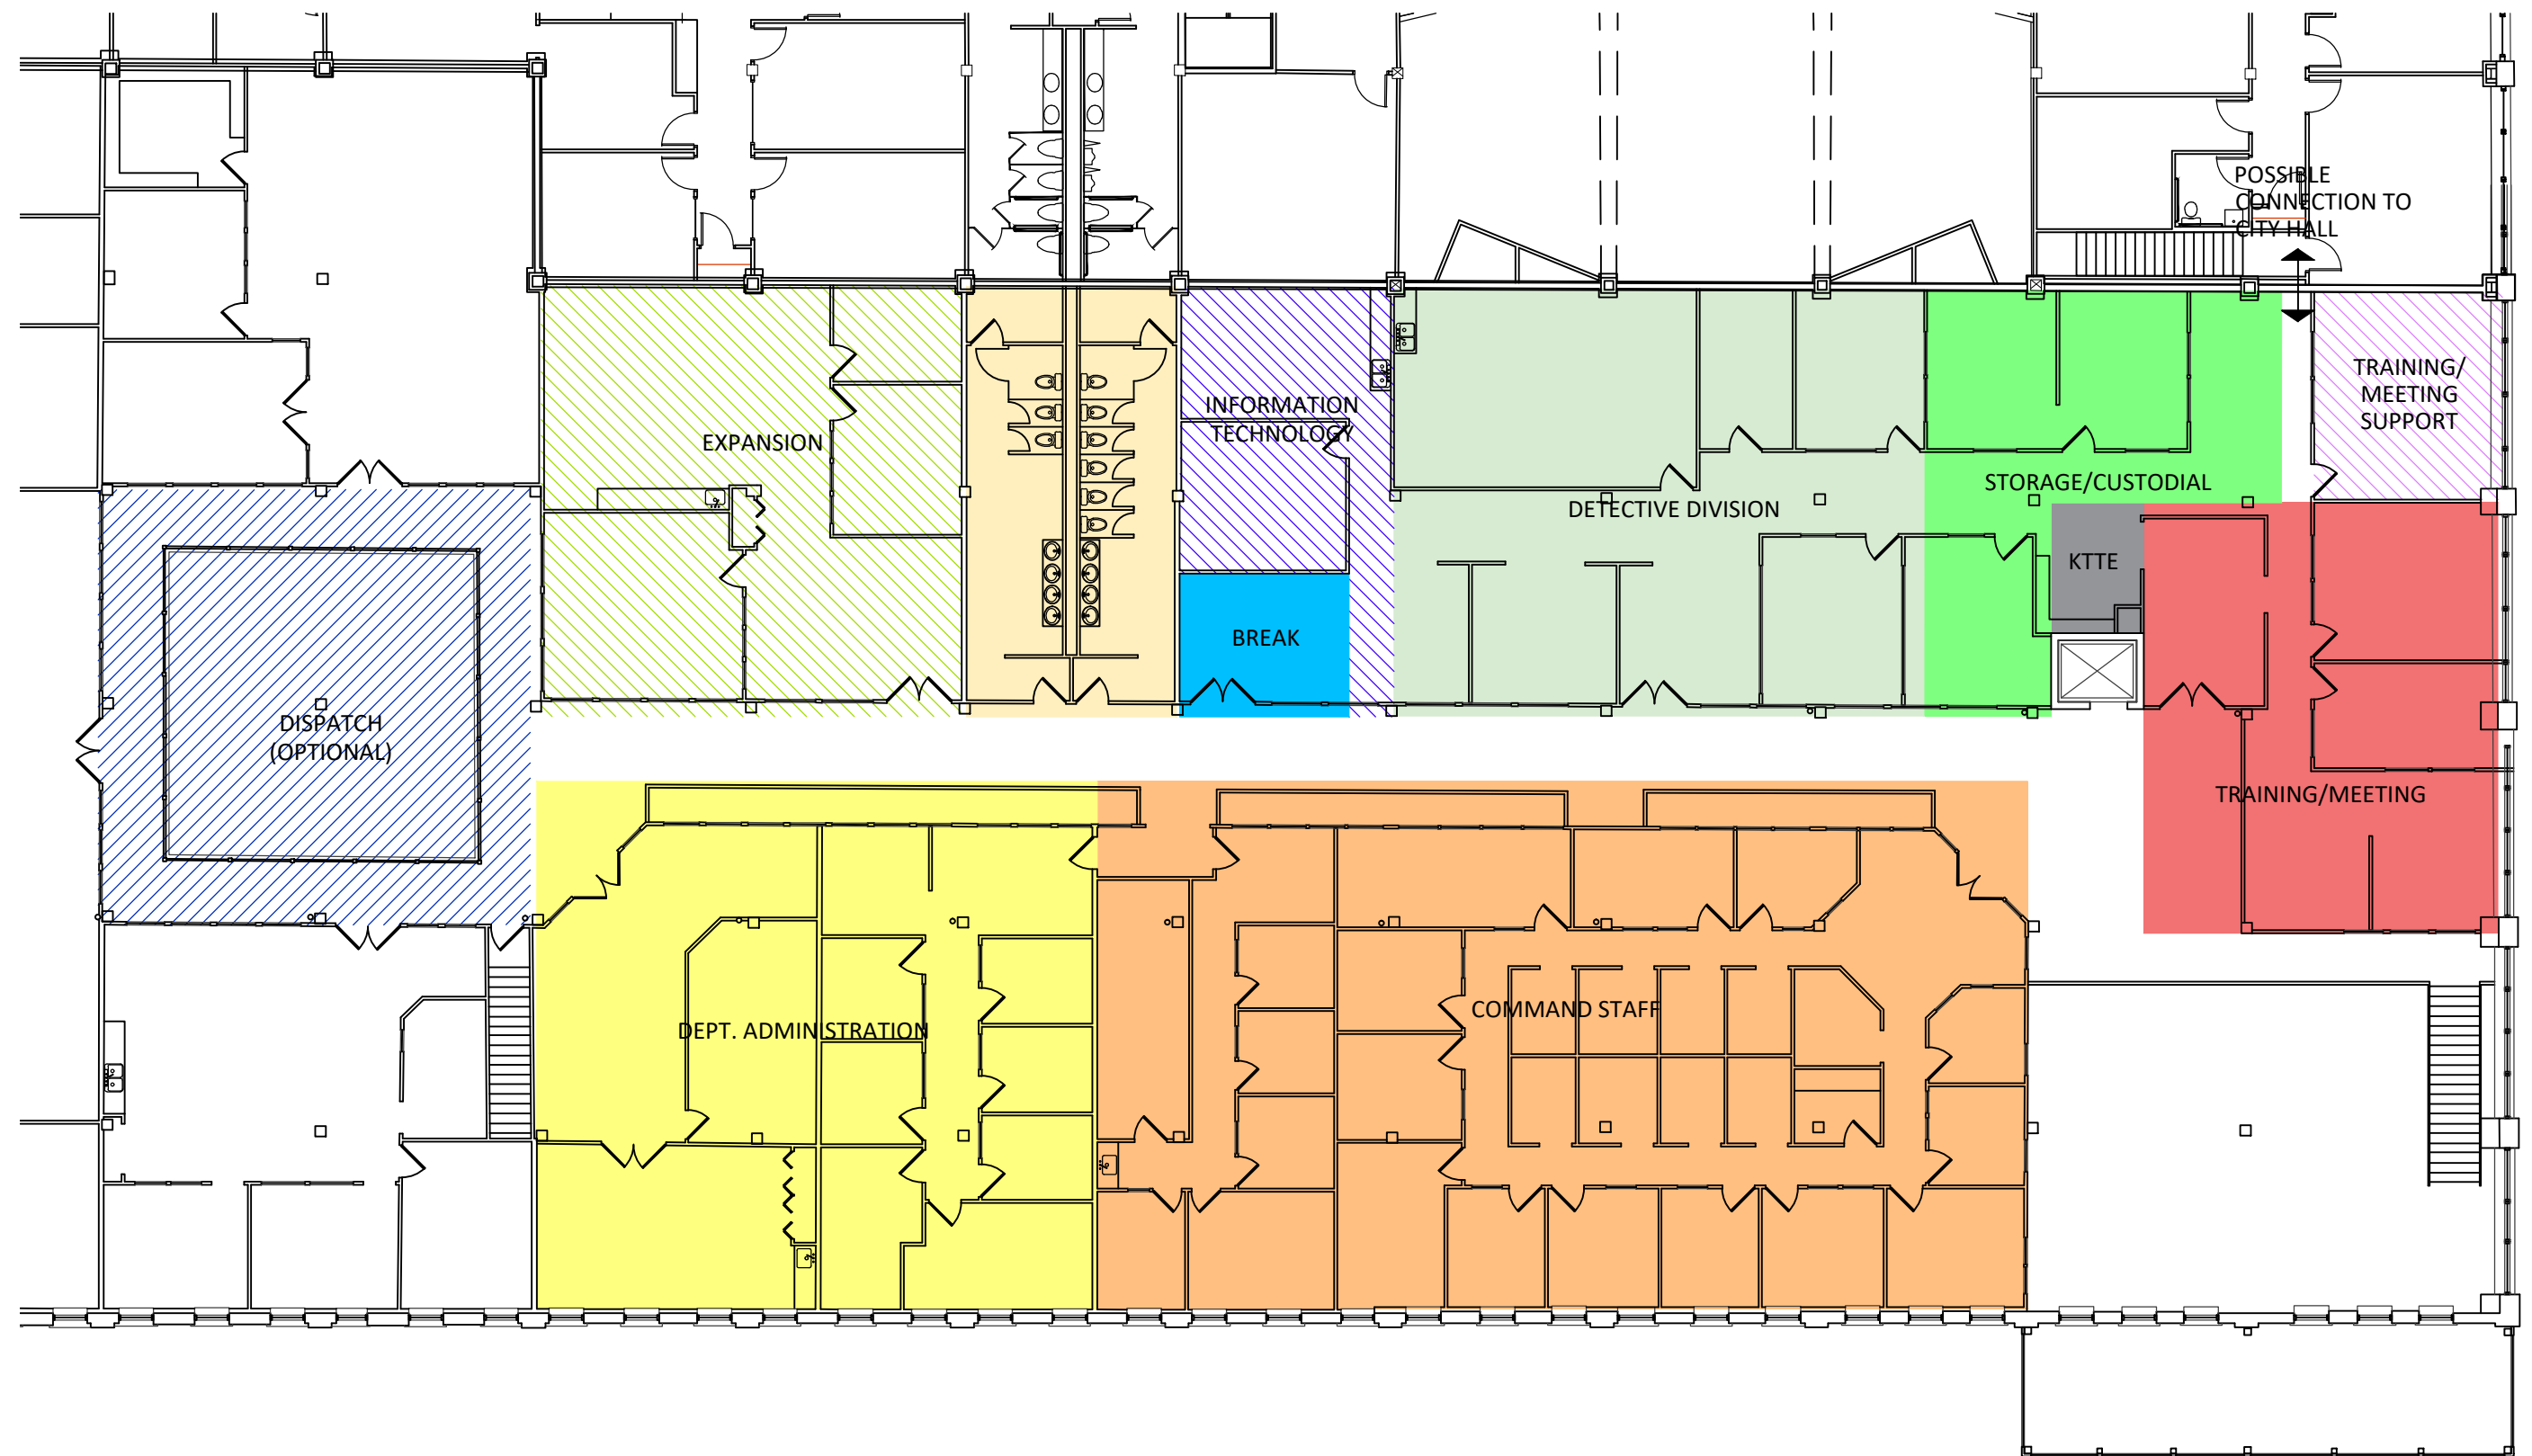 POSSIBLE
CONNECTION TO
CITY HALL
TRAINING/
MEETING
SUPPORT
INFORMATION
TECHNOLOGY
EXPANSION
STORAGE/CUSTODIAL
DETECTIVE DIVISION
KTTE
BREAK
DISPATCH
(OPTIONAL)
TRAINING/MEETING
COMMAND STAFF
DEPT. ADMINISTRATION